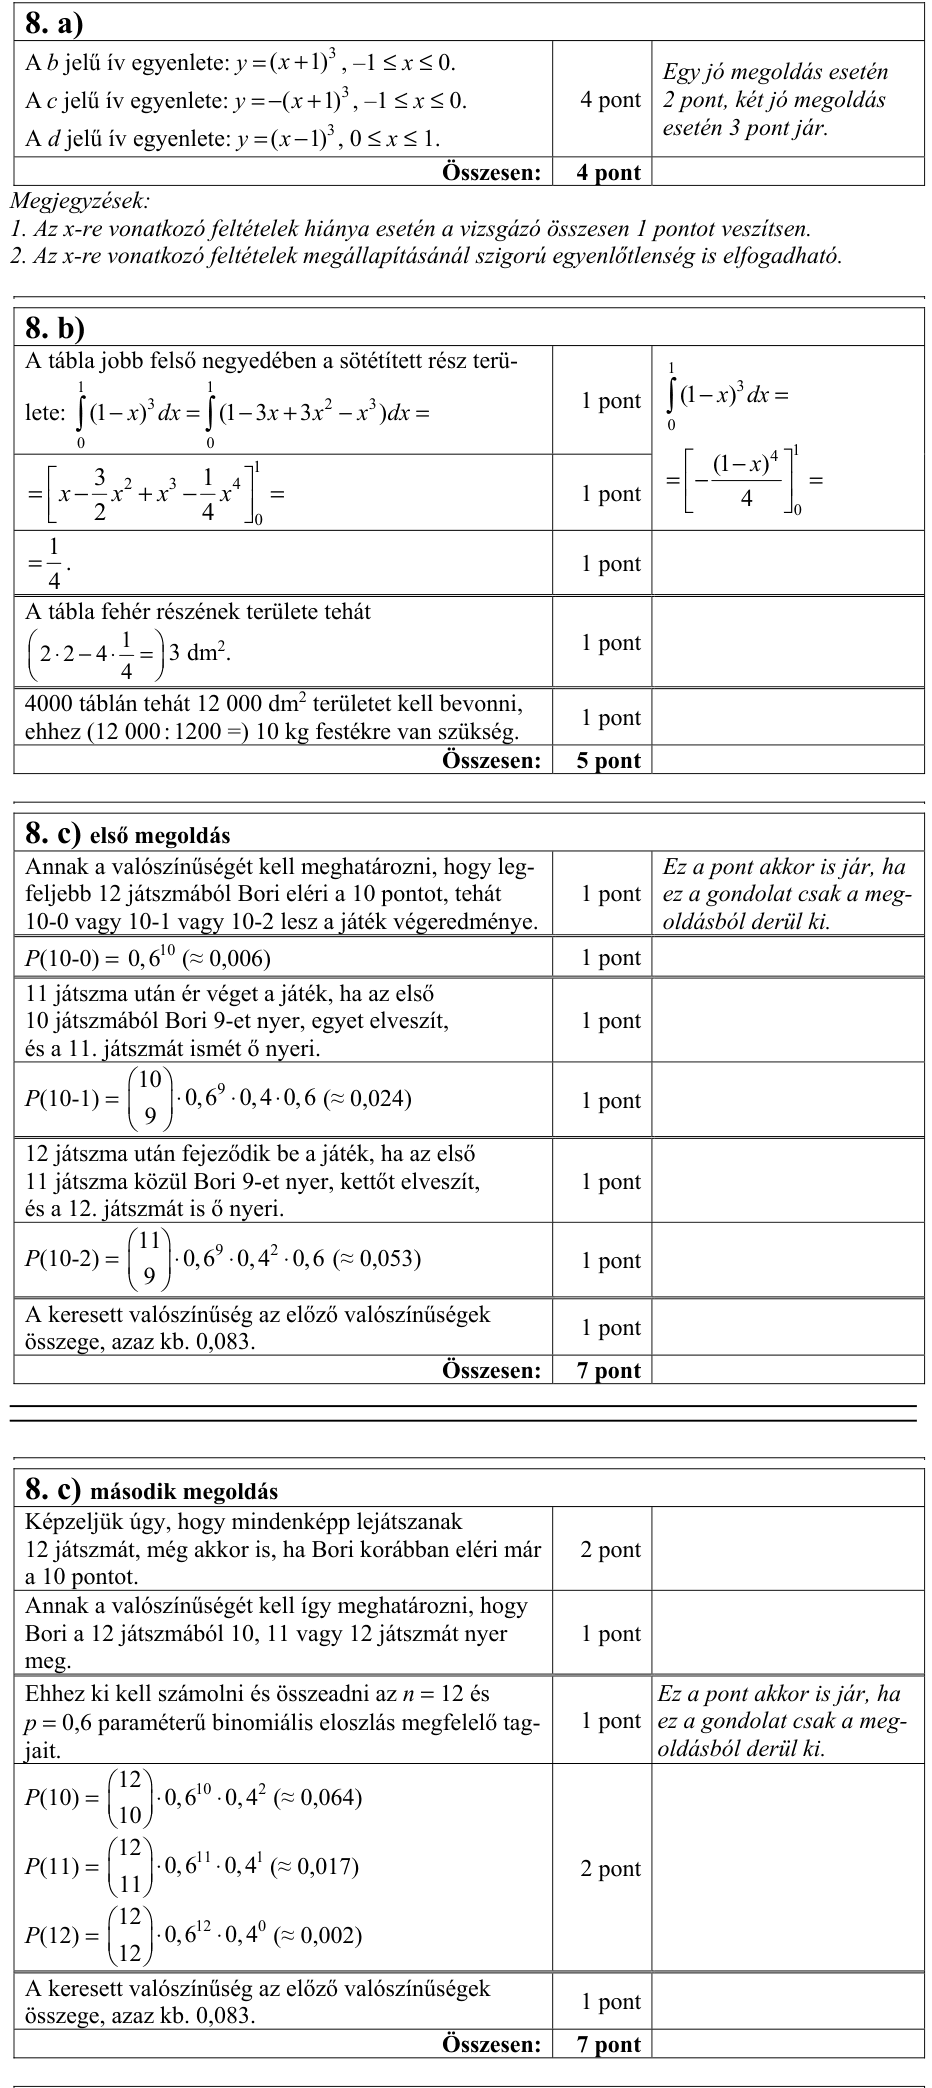 8. a)
A b jelű ív egyenlete: y = (x+1)³, –1 ≤ x ≤ 0.
A c jelű ív egyenlete: y = −(x+1)³, –1 ≤ x ≤ 0.
A d jelű ív egyenlete: y = (x−1)³, 0 ≤ x ≤ 1.
4 pont
Egy jó megoldás esetén
2 pont, két jó megoldás
esetén 3 pont jár.
Összesen: 4 pont
Megjegyzések:
1. Az x-re vonatkozó feltételek hiánya esetén a vizsgázó összesen 1 pontot veszítsen.
2. Az x-re vonatkozó feltételek megállapításánál szigorú egyenlőtlenség is elfogadható.
8. b)
A tábla jobb felső negyedében a sötétített rész terü-
lete: ∫₀¹(1−x)³dx = ∫₀¹(1−3x+3x²−x³)dx =
1 pont
∫₀¹(1−x)³dx =
= [−(1−x)⁴/4]₀¹ =
= [x − 3/2 x² + x³ − 1/4 x⁴]₀¹ =
1 pont
= 1/4 .
1 pont
A tábla fehér részének területe tehát
(2·2−4·1/4 =) 3 dm².
1 pont
4000 táblán tehát 12 000 dm² területet kell bevonni,
ehhez (12 000 : 1200 =) 10 kg festékre van szükség.
1 pont
Összesen: 5 pont
8. c) első megoldás
Annak a valószínűségét kell meghatározni, hogy leg-
feljebb 12 játszmából Bori eléri a 10 pontot, tehát
10-0 vagy 10-1 vagy 10-2 lesz a játék végeredménye.
1 pont
Ez a pont akkor is jár, ha
ez a gondolat csak a meg-
oldásból derül ki.
P(10-0) = 0,6¹⁰ (≈ 0,006)
1 pont
11 játszma után ér véget a játék, ha az első
10 játszmából Bori 9-et nyer, egyet elveszít,
és a 11. játszmát ismét ő nyeri.
1 pont
P(10-1) = (10 9)·0,6⁹·0,4·0,6 (≈ 0,024)
1 pont
12 játszma után fejeződik be a játék, ha az első
11 játszma közül Bori 9-et nyer, kettőt elveszít,
és a 12. játszmát is ő nyeri.
1 pont
P(10-2) = (11 9)·0,6⁹·0,4²·0,6 (≈ 0,053)
1 pont
A keresett valószínűség az előző valószínűségek
összege, azaz kb. 0,083.
1 pont
Összesen: 7 pont
8. c) második megoldás
Képzeljük úgy, hogy mindenképp lejátszanak
12 játszmát, még akkor is, ha Bori korábban eléri már
a 10 pontot.
2 pont
Annak a valószínűségét kell így meghatározni, hogy
Bori a 12 játszmából 10, 11 vagy 12 játszmát nyer
meg.
1 pont
Ehhez ki kell számolni és összeadni az n = 12 és
p = 0,6 paraméterű binomiális eloszlás megfelelő tag-
jait.
1 pont
Ez a pont akkor is jár, ha
ez a gondolat csak a meg-
oldásból derül ki.
P(10) = (12 10)·0,6¹⁰·0,4² (≈ 0,064)
P(11) = (12 11)·0,6¹¹·0,4¹ (≈ 0,017)
P(12) = (12 12)·0,6¹²·0,4⁰ (≈ 0,002)
2 pont
A keresett valószínűség az előző valószínűségek
összege, azaz kb. 0,083.
1 pont
Összesen: 7 pont